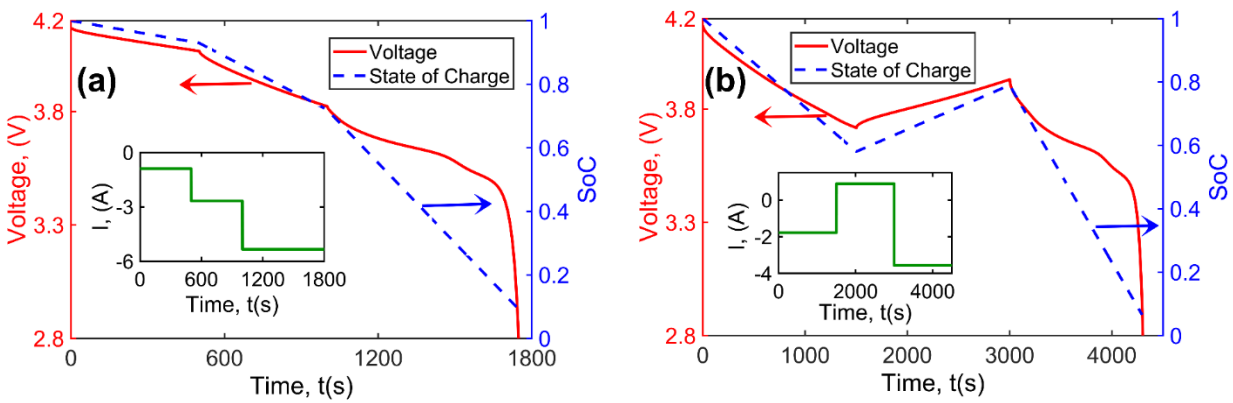 4.2
1
(a)
Voltage
State of Charge
0.8
3.8
Voltage, (V)
0
0.6
SoC
I, (A)
-3
0.4
3.3
-6
0 600 1200 1800
0.2
Time, t(s)
2.8
0
0 600 1200 1800
Time, t(s)
4.2
1
(b)
Voltage
State of Charge
0.8
3.8
Voltage, (V)
0.6
SoC
0
I, (A)
-2
0.4
3.3
-4
0 2000 4000
0.2
Time, t(s)
2.8
0
0 1000 2000 3000 4000
Time, t(s)